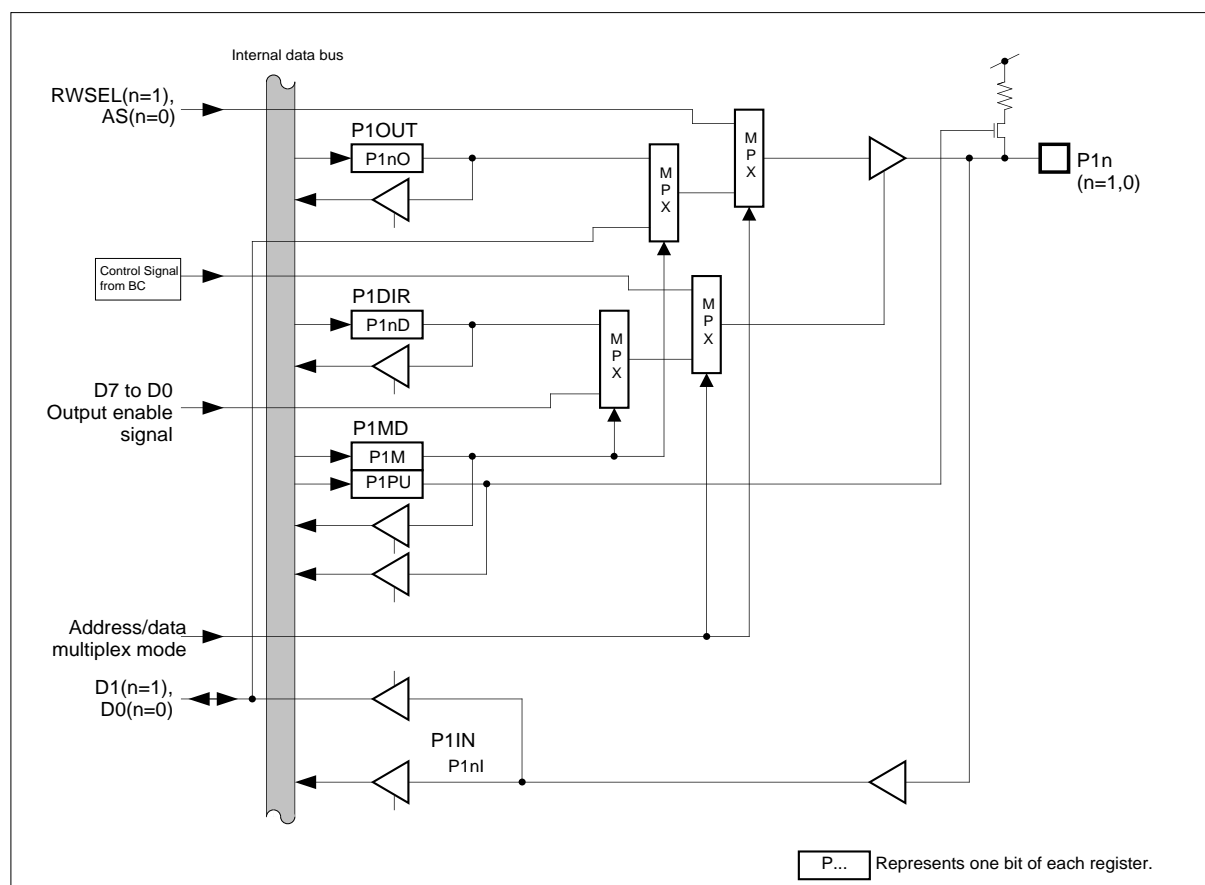 Internal data bus
RWSEL(n=1),
AS(n=0)
P1OUT
P1nO
M
P
X
M
P
X
P1n
(n=1,0)
Control Signal
from BC
P1DIR
P1nD
M
P
X
M
P
X
D7 to D0
Output enable
signal
P1MD
P1M
P1PU
Address/data
multiplex mode
D1(n=1),
D0(n=0)
P1IN
P1nI
P... Represents one bit of each register.